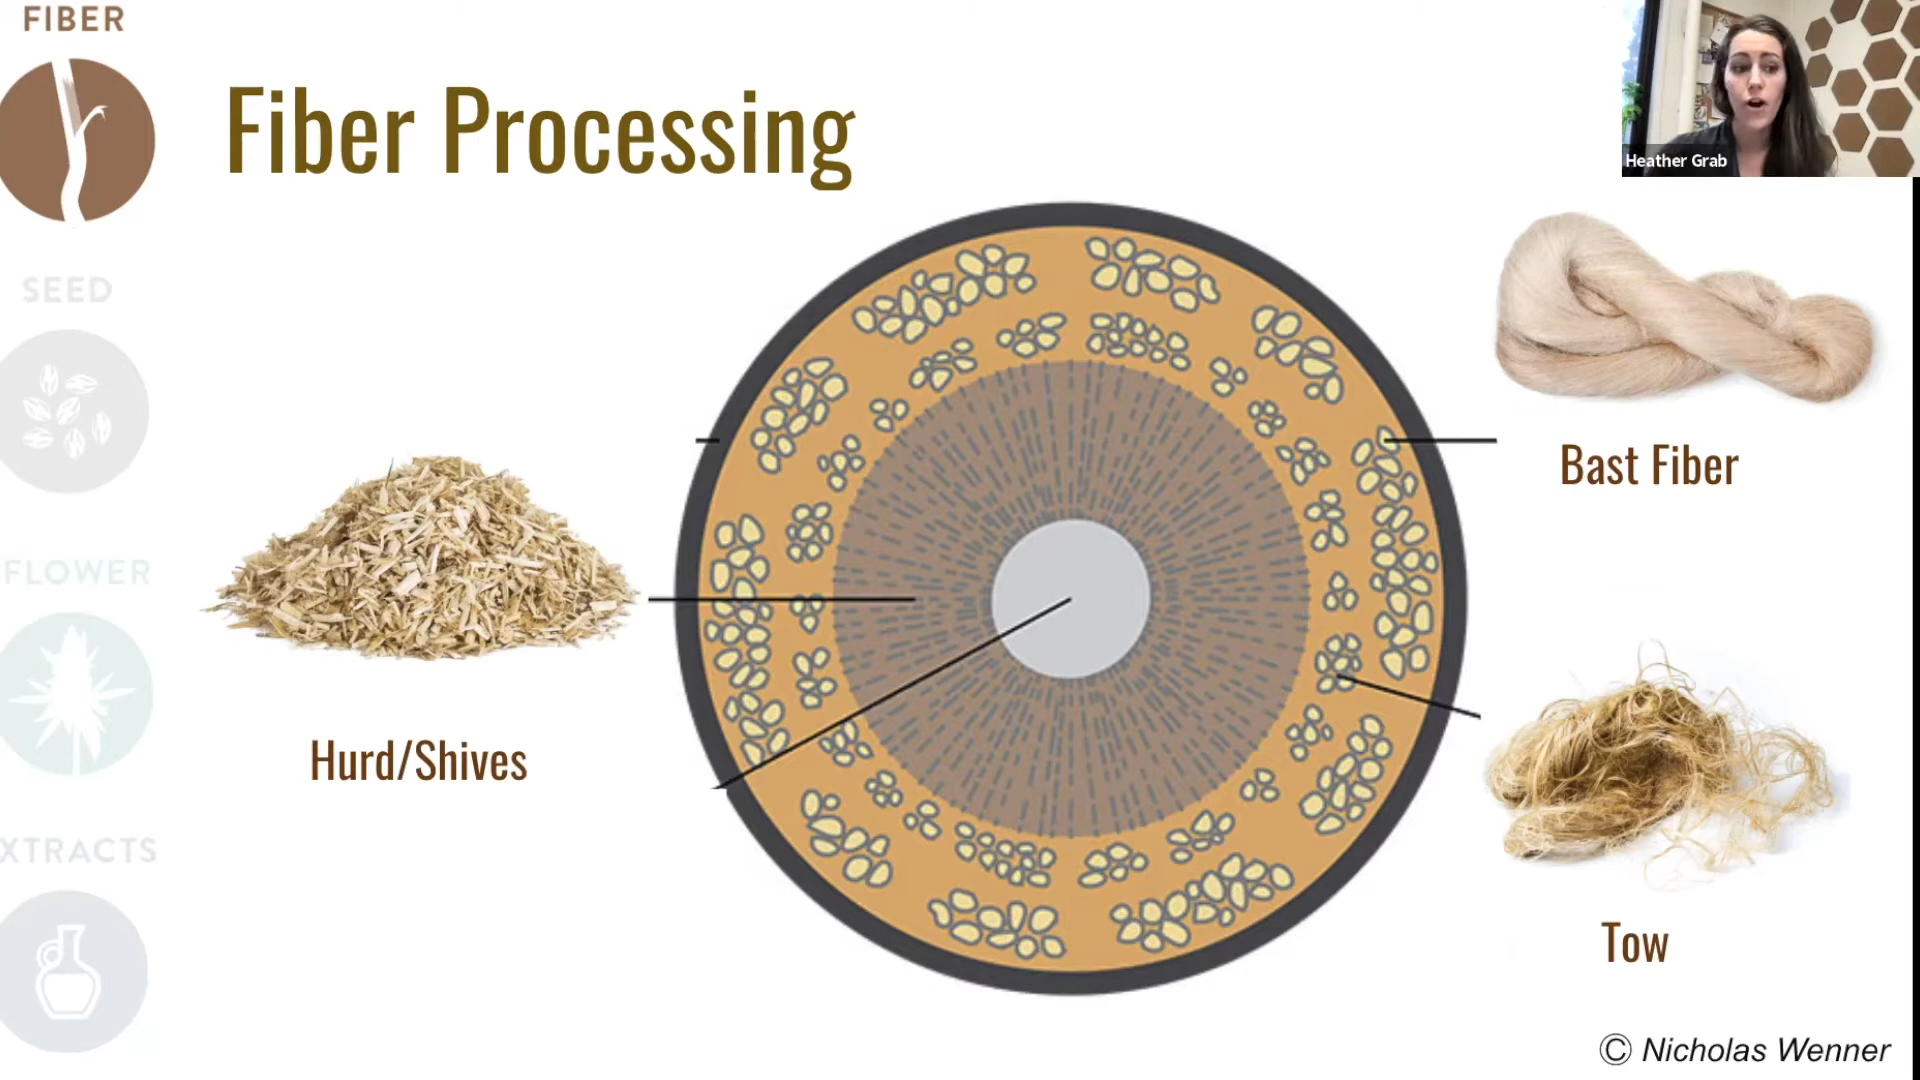 FIBER
Fiber Processing
Heather Grab
SEED
Bast Fiber
FLOWER
Hurd/Shives
XTRACTS
Tow
© Nicholas Wenner